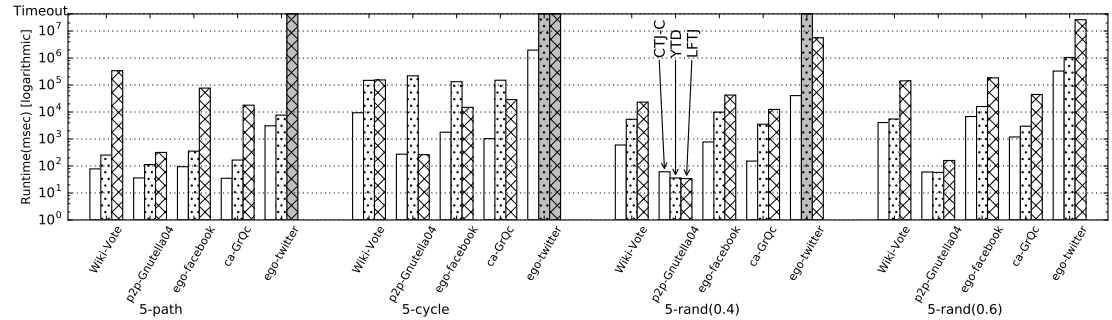 Timeout
10^7
10^6
10^5
10^4
10^3
10^2
10^1
10^0
Runtime(msec) [logarithmic]
CTJ-C
YTD
LFTJ
Wiki-Vote
p2p-Gnutella04
ego-facebook
ca-GrQc
ego-twitter
Wiki-Vote
p2p-Gnutella04
ego-facebook
ca-GrQc
ego-twitter
Wiki-Vote
p2p-Gnutella04
ego-facebook
ca-GrQc
ego-twitter
Wiki-Vote
p2p-Gnutella04
ego-facebook
ca-GrQc
ego-twitter
5-path 5-cycle 5-rand(0.4) 5-rand(0.6)